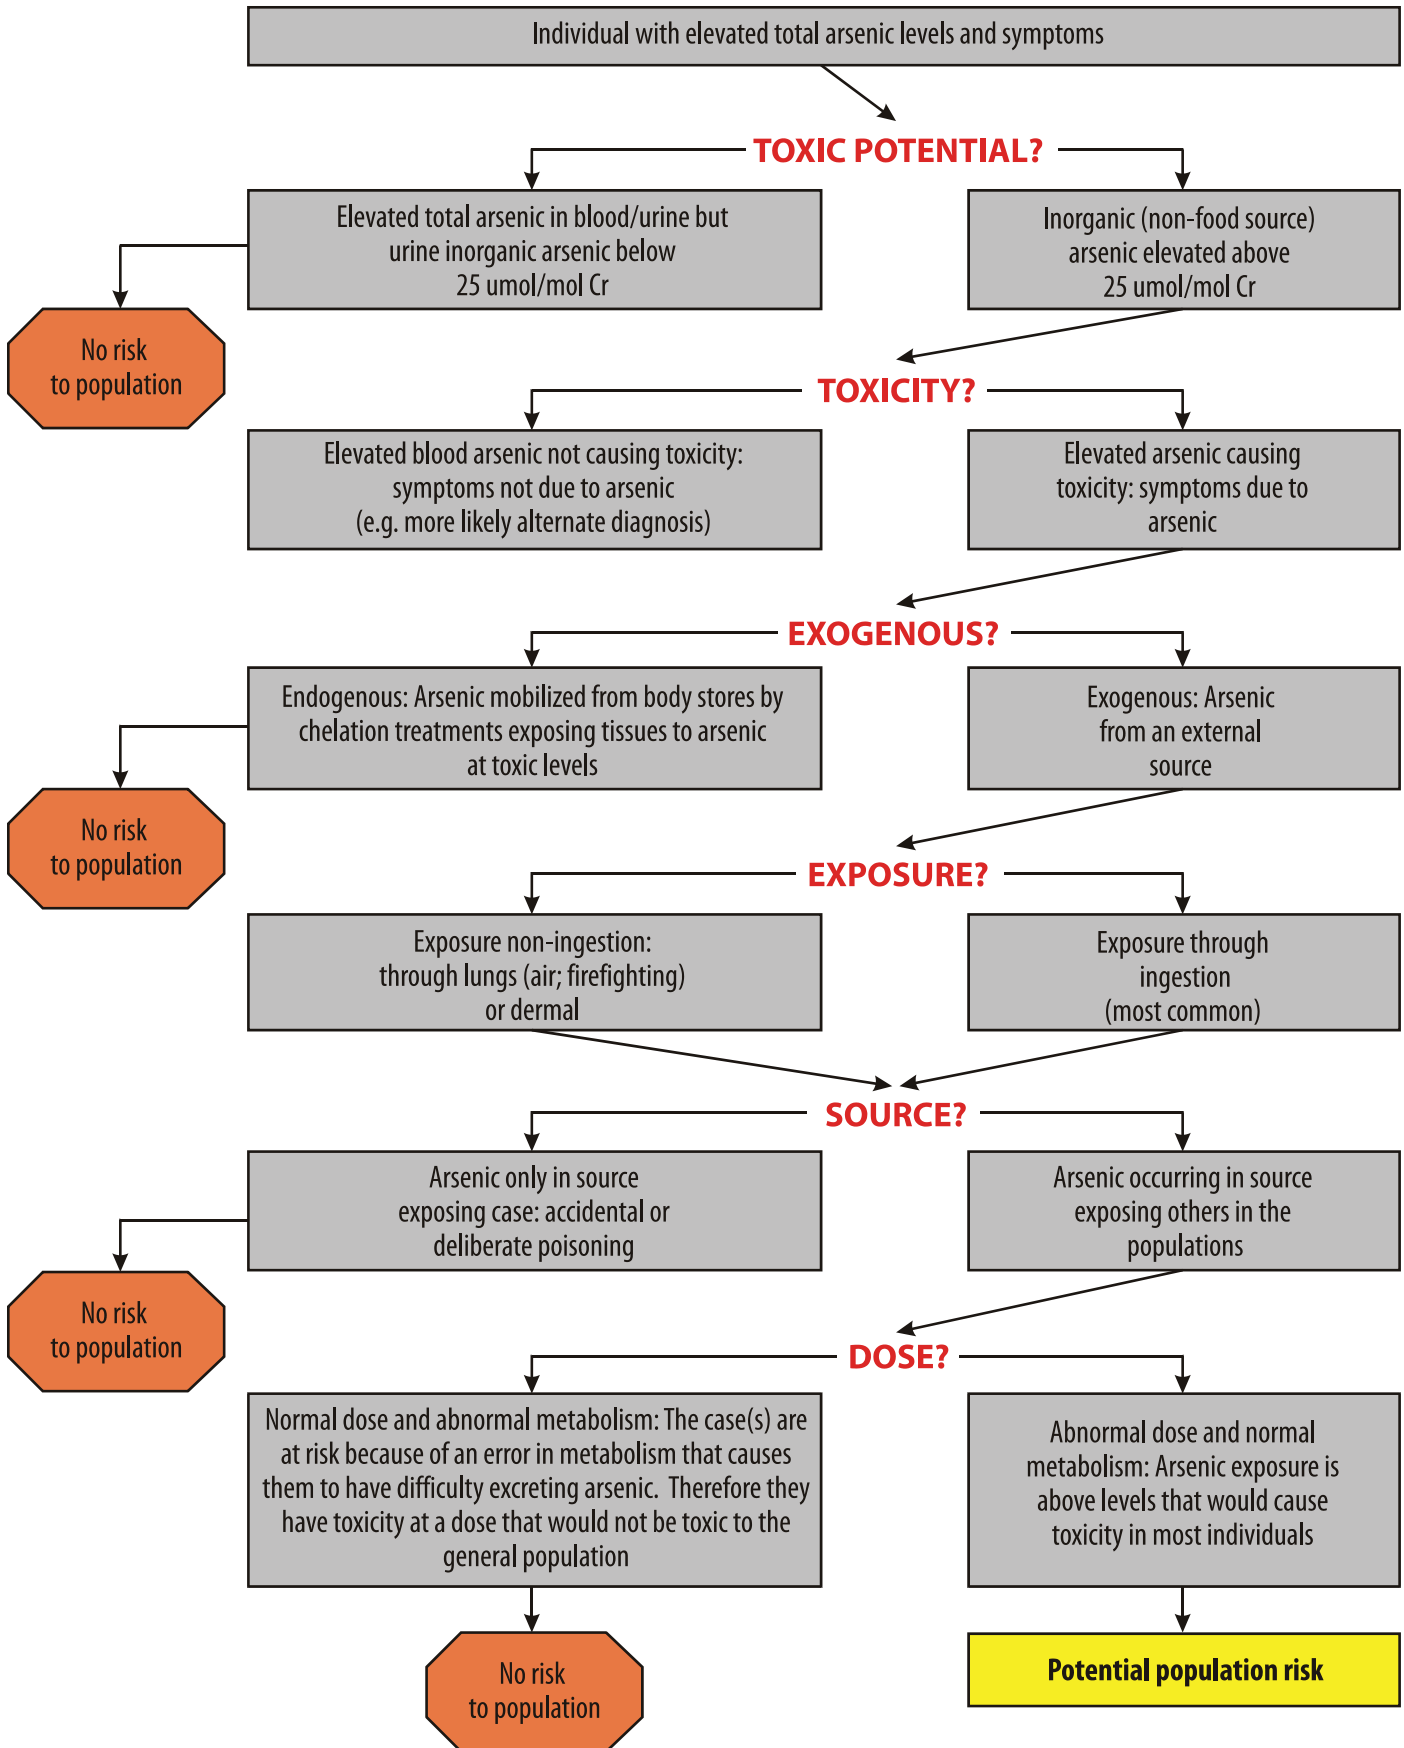 Individual with elevated total arsenic levels and symptoms
TOXIC POTENTIAL?
Elevated total arsenic in blood/urine but
urine inorganic arsenic below
25 umol/mol Cr
Inorganic (non-food source)
arsenic elevated above
25 umol/mol Cr
No risk
to population
TOXICITY?
Elevated blood arsenic not causing toxicity:
symptoms not due to arsenic
(e.g. more likely alternate diagnosis)
Elevated arsenic causing
toxicity: symptoms due to
arsenic
EXOGENOUS?
Endogenous: Arsenic mobilized from body stores by
chelation treatments exposing tissues to arsenic
at toxic levels
Exogenous: Arsenic
from an external
source
No risk
to population
EXPOSURE?
Exposure non-ingestion:
through lungs (air; firefighting)
or dermal
Exposure through
ingestion
(most common)
SOURCE?
Arsenic only in source
exposing case: accidental or
deliberate poisoning
Arsenic occurring in source
exposing others in the
populations
No risk
to population
DOSE?
Normal dose and abnormal metabolism: The case(s) are
at risk because of an error in metabolism that causes
them to have difficulty excreting arsenic. Therefore they
have toxicity at a dose that would not be toxic to the
general population
Abnormal dose and normal
metabolism: Arsenic exposure is
above levels that would cause
toxicity in most individuals
No risk
to population
Potential population risk